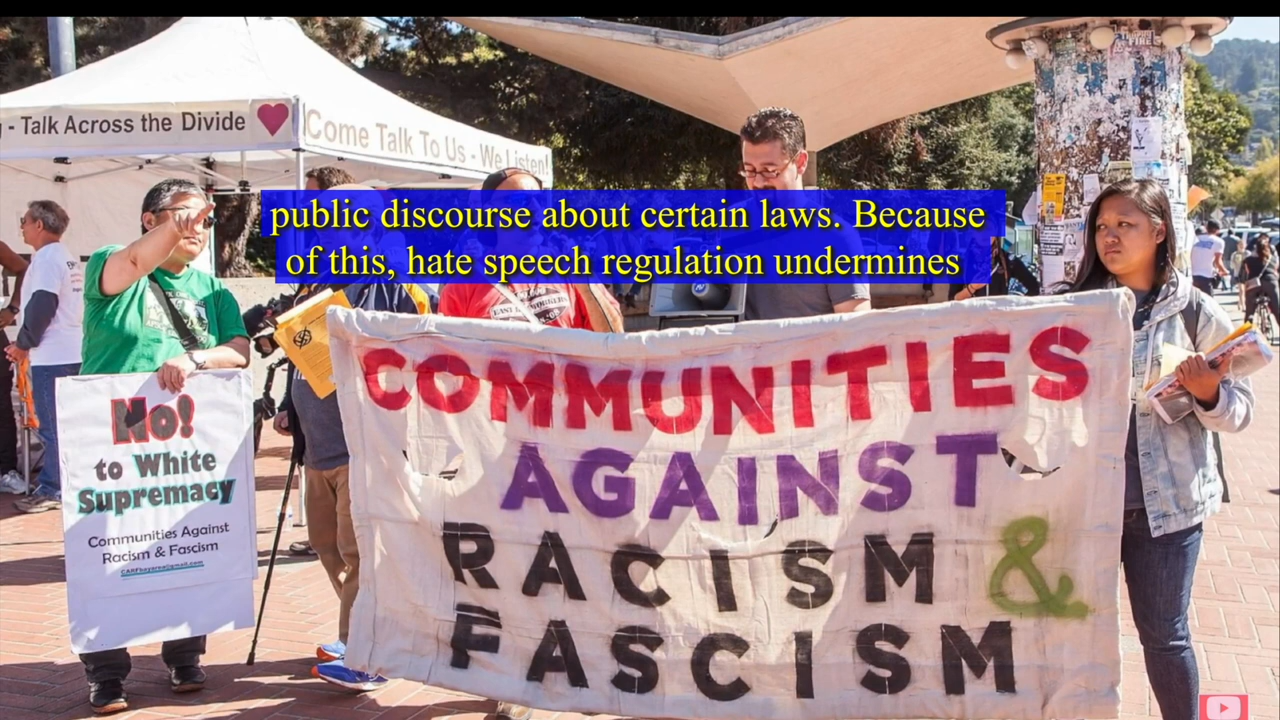 - Talk Across the Divide
Come Talk To Us - We Listen!
public discourse about certain laws. Because
of this, hate speech regulation undermines
No!
to White
Supremacy
Communities Against
Racism & Fascism
COMMUNITIES
AGAINST
RACISM &
FASCISM